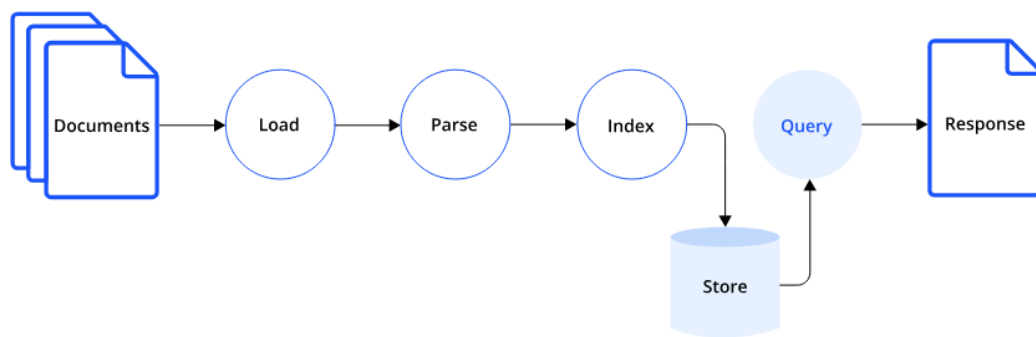 Documents
Load
Parse
Index
Store
Query
Response